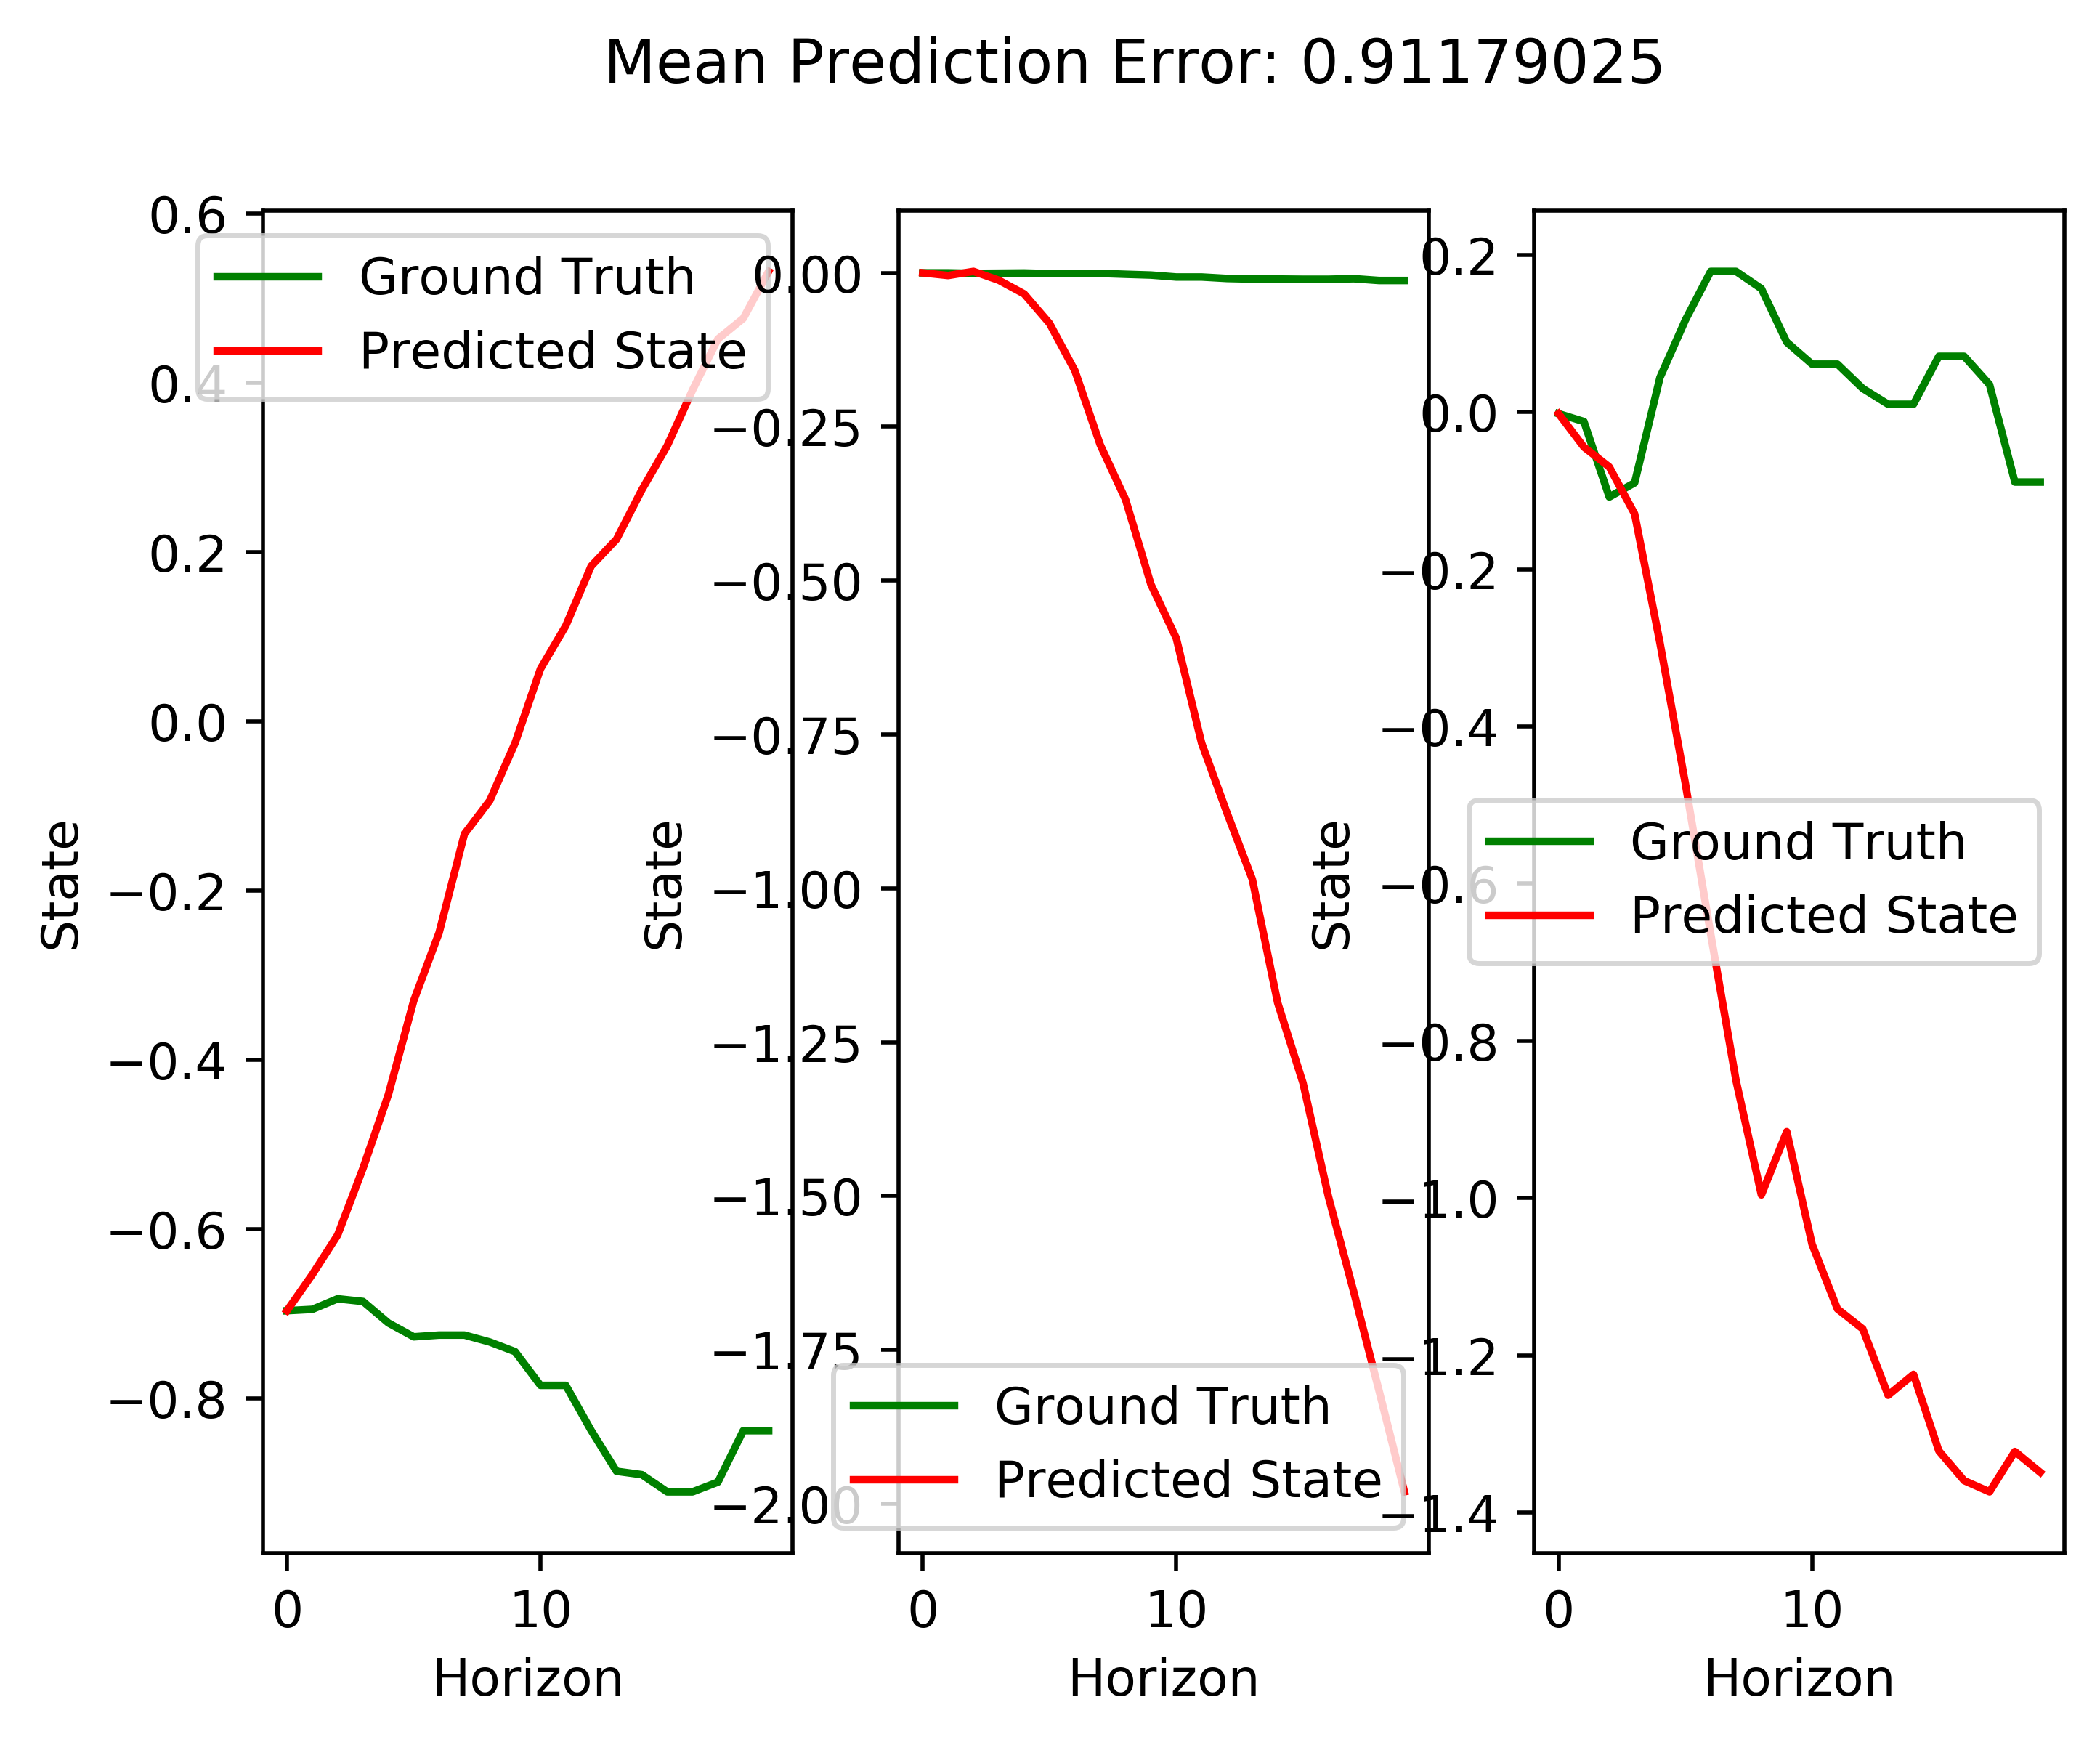 Mean Prediction Error: 0.91179025
0.6
0.4
0.2
0.0
−0.2
−0.4
−0.6
−0.8
State
0 10
Horizon
Ground Truth
Predicted State
0.00
−0.25
−0.50
−0.75
−1.00
−1.25
−1.50
−1.75
−2.00
State
0 10
Horizon
Ground Truth
Predicted State
0.2
0.0
−0.2
−0.4
−0.6
−0.8
−1.0
−1.2
−1.4
State
0 10
Horizon
Ground Truth
Predicted State